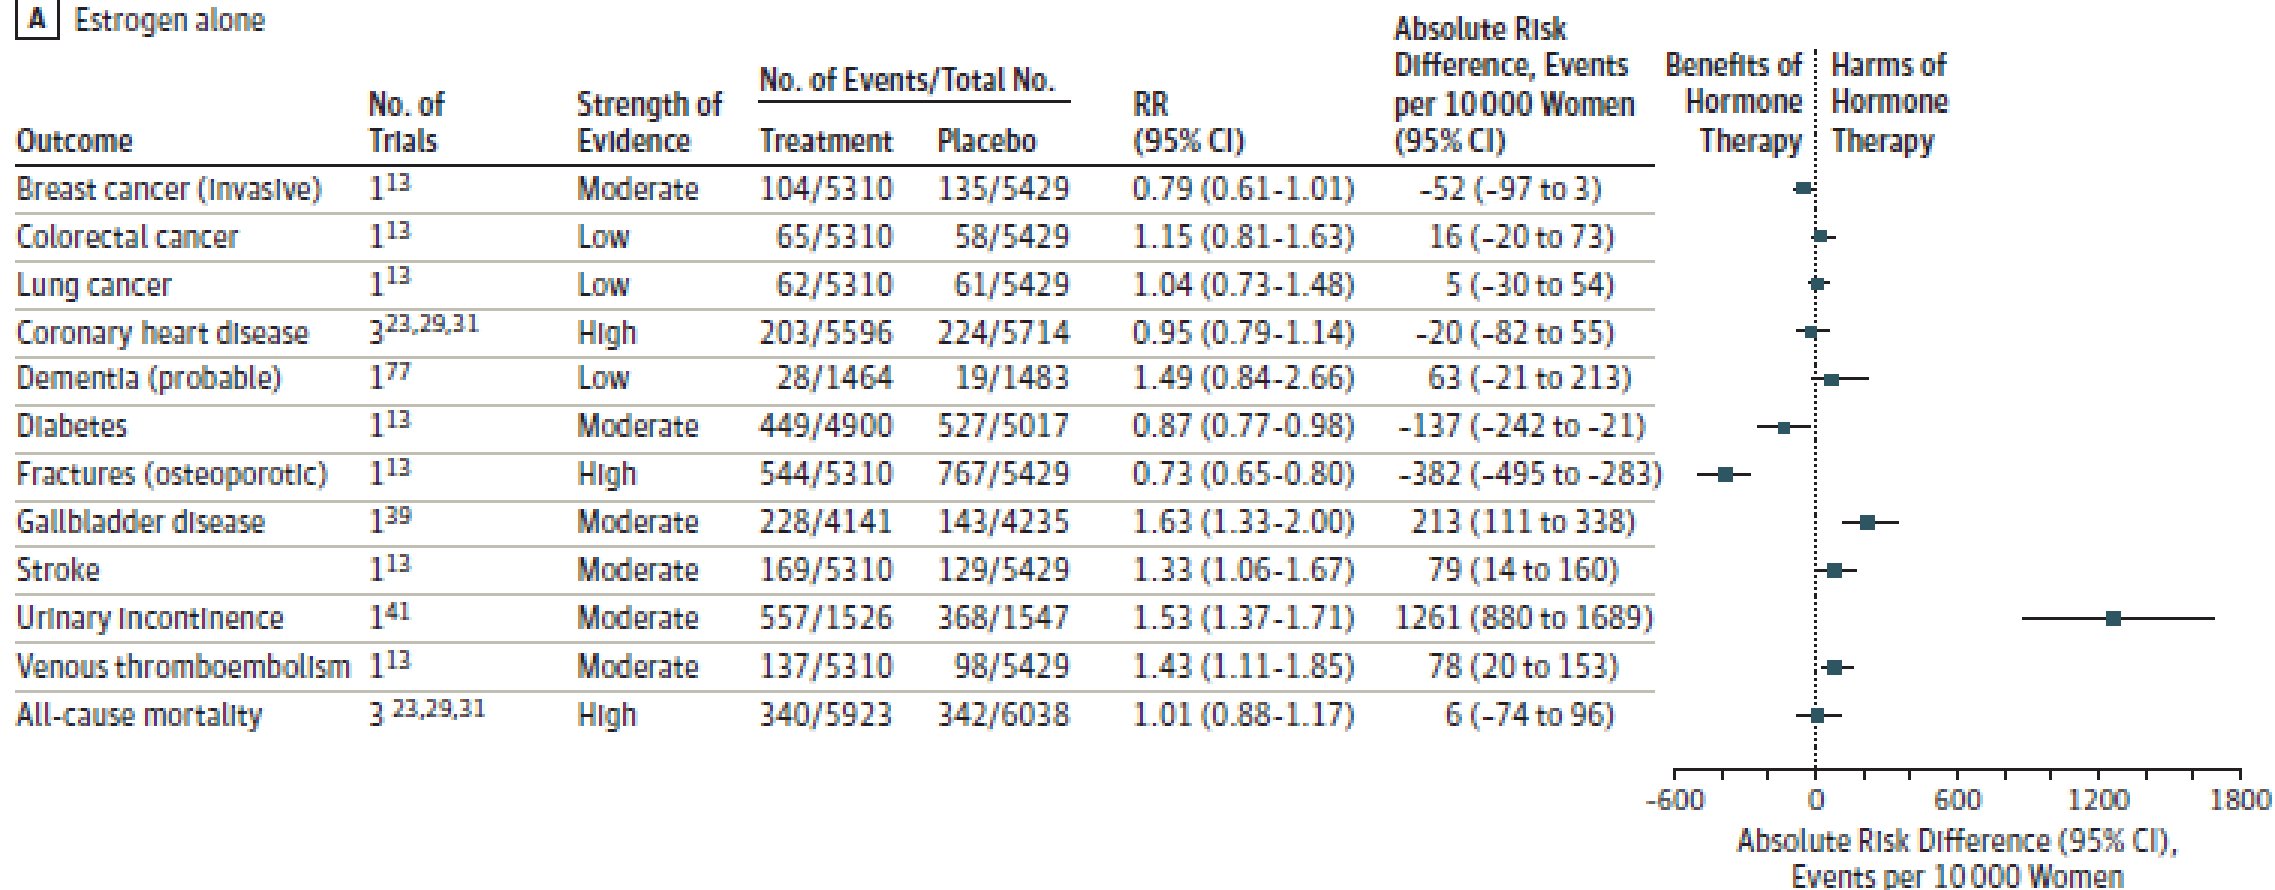 A Estrogen alone
Outcome No. of Trials Strength of Evidence No. of Events/Total No. Treatment Placebo RR (95% CI) Absolute Risk Difference, Events per 10 000 Women (95% CI) Benefits of Hormone Therapy Harms of Hormone Therapy
Breast cancer (invasive) 1¹³ Moderate 104/5310 135/5429 0.79 (0.61-1.01) -52 (-97 to 3)
Colorectal cancer 1¹³ Low 65/5310 58/5429 1.15 (0.81-1.63) 16 (-20 to 73)
Lung cancer 1¹³ Low 62/5310 61/5429 1.04 (0.73-1.48) 5 (-30 to 54)
Coronary heart disease 3²³,²⁹,³¹ High 203/5596 224/5714 0.95 (0.79-1.14) -20 (-82 to 55)
Dementia (probable) 1⁷⁷ Low 28/1464 19/1483 1.49 (0.84-2.66) 63 (-21 to 213)
Diabetes 1¹³ Moderate 449/4900 527/5017 0.87 (0.77-0.98) -137 (-242 to -21)
Fractures (osteoporotic) 1¹³ High 544/5310 767/5429 0.73 (0.65-0.80) -382 (-495 to -283)
Gallbladder disease 1³⁹ Moderate 228/4141 143/4235 1.63 (1.33-2.00) 213 (111 to 338)
Stroke 1¹³ Moderate 169/5310 129/5429 1.33 (1.06-1.67) 79 (14 to 160)
Urinary incontinence 1⁴¹ Moderate 557/1526 368/1547 1.53 (1.37-1.71) 1261 (880 to 1689)
Venous thromboembolism 1¹³ Moderate 137/5310 98/5429 1.43 (1.11-1.85) 78 (20 to 153)
All-cause mortality 3 ²³,²⁹,³¹ High 340/5923 342/6038 1.01 (0.88-1.17) 6 (-74 to 96)
-600 0 600 1200 1800
Absolute Risk Difference (95% CI),
Events per 10 000 Women